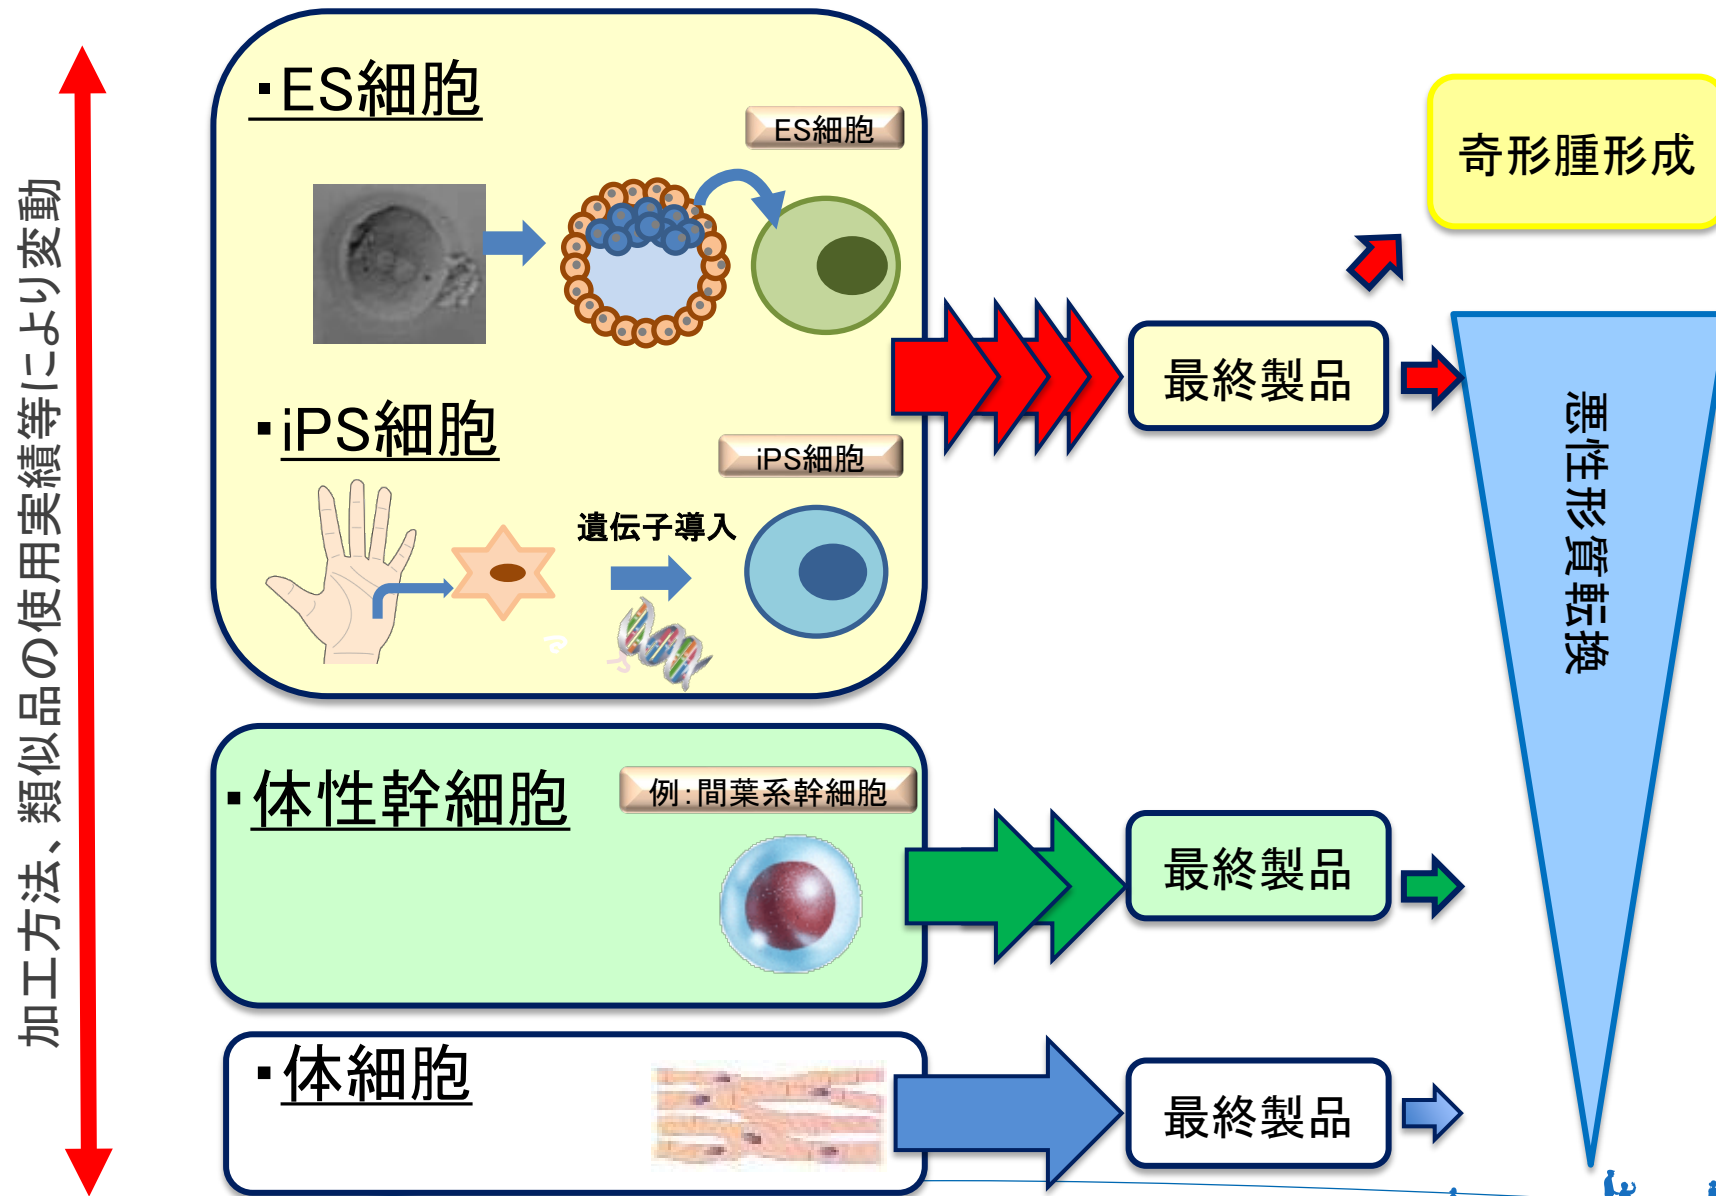 加工方法、類似品の使用実績等により変動
・ES細胞
ES細胞
・iPS細胞
iPS細胞
遺伝子導入
最終製品
奇形腫形成
悪性形質転換
・体性幹細胞
例：間葉系幹細胞
最終製品
・体細胞
最終製品